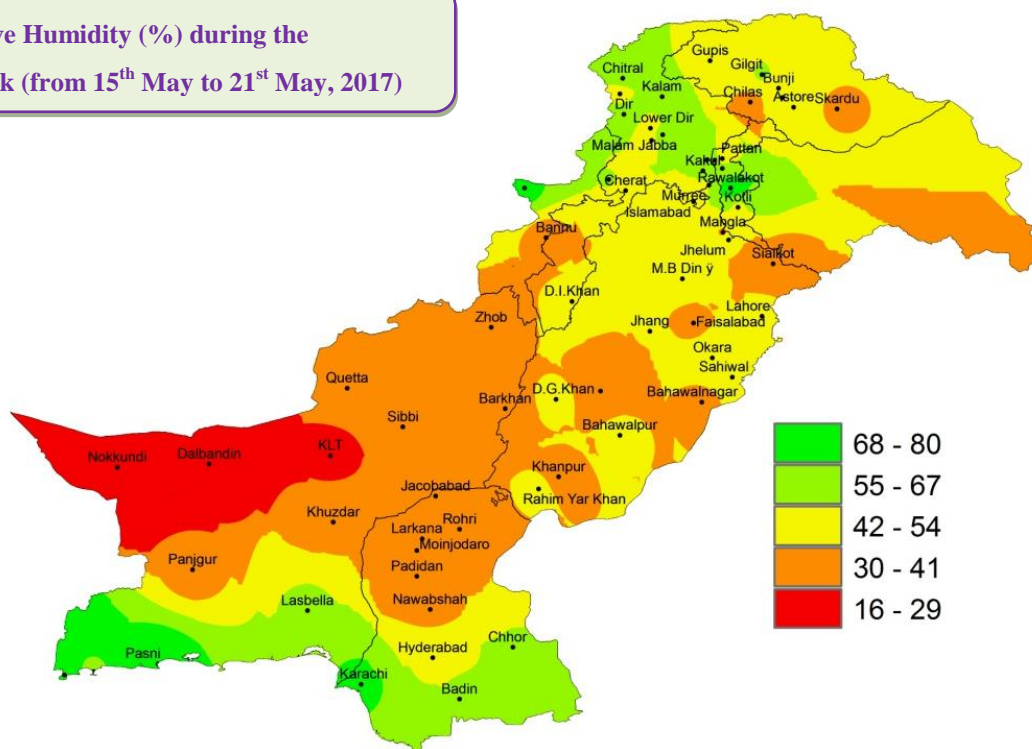 ve Humidity (%) during the
k (from 15th May to 21st May, 2017)
Gupis
Gilgit
Bunji
Chitral
Kalam
Chilas
Astore
Skardu
Dir
Lower Dir
Malam Jabba
Pattan
Kakul
Rawalakot
Cherat
Murree
Kotli
Islamabad
Mangla
Bannu
Jhelum
Sialkot
M.B Din ÿ
D.I.Khan
Lahore
Zhob
Jhang
Faisalabad
Okara
Sahiwal
Quetta
D.G.Khan
Bahawalnagar
Barkhan
Sibbi
Bahawalpur
KLT
Nokkundi
Dalbandin
Khanpur
Jacobabad
Rahim Yar Khan
Khuzdar
Rohri
Larkana
Moinjodaro
Panjgur
Padidan
Lasbella
Nawabshah
Chhor
Hyderabad
Pasni
Karachi
Badin
68 - 80
55 - 67
42 - 54
30 - 41
16 - 29